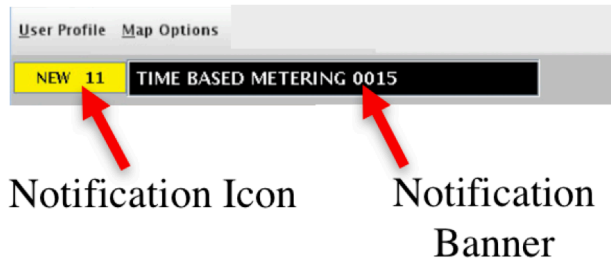 User Profile Map Options
NEW 11 TIME BASED METERING 0015
Notification Icon Notification
Banner